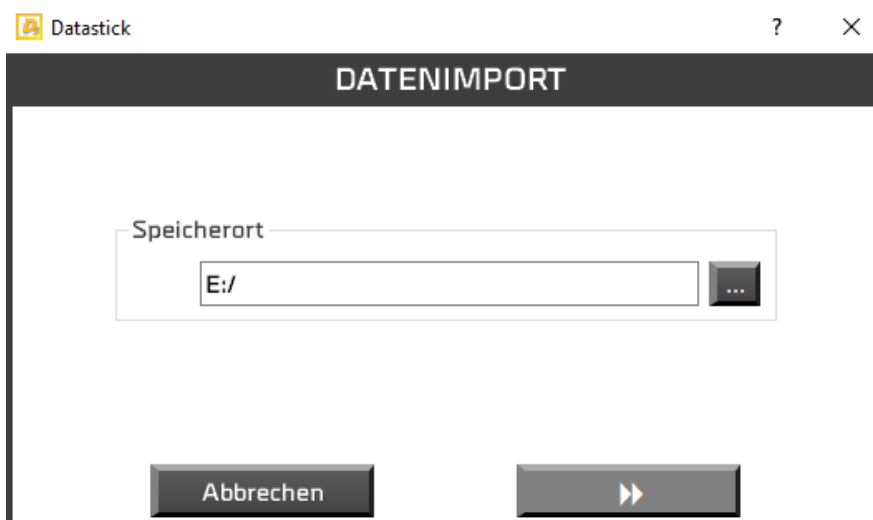 Datastick
DATENIMPORT
Speicherort
E:/
...
Abbrechen